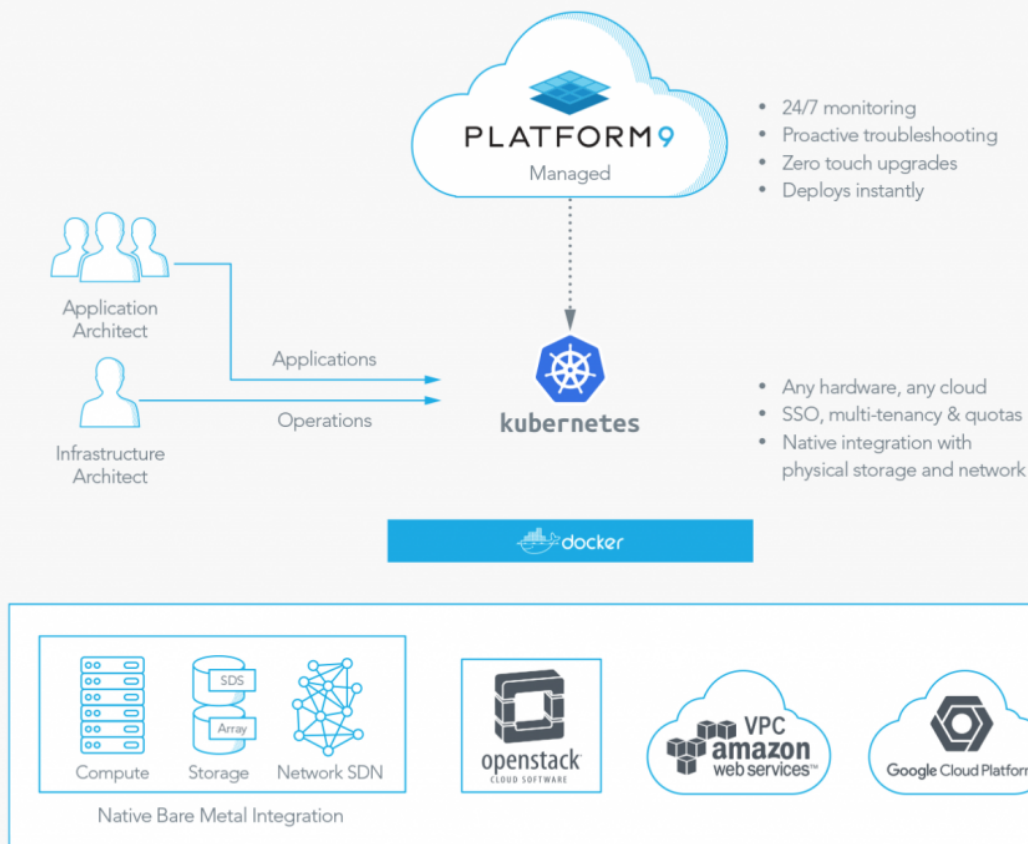 PLATFORM9
Managed
• 24/7 monitoring
• Proactive troubleshooting
• Zero touch upgrades
• Deploys instantly
Application
Architect
Applications
Operations
Infrastructure
Architect
kubernetes
• Any hardware, any cloud
• SSO, multi-tenancy & quotas
• Native integration with
physical storage and network
docker
SDS
Array
Compute
Storage
Network SDN
Native Bare Metal Integration
openstack
CLOUD SOFTWARE
VPC
amazon
web services™
Google Cloud Platform